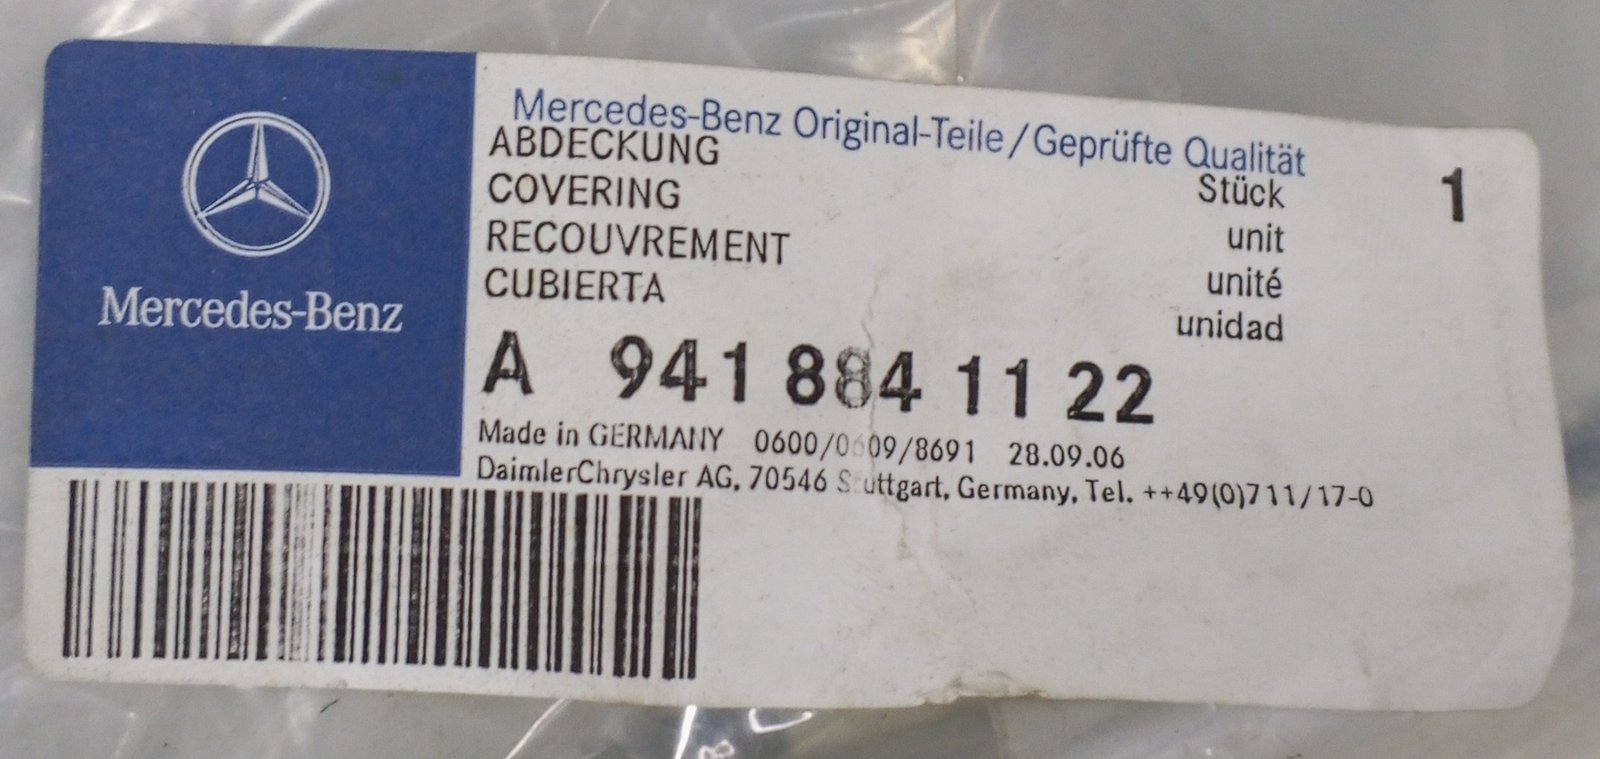 Mercedes-Benz
Mercedes-Benz Original-Teile/Geprüfte Qualität
ABDECKUNG Stück 1
COVERING unit
RECOUVREMENT unité
CUBIERTA unidad
A 941 884 11 22
Made in GERMANY 0600/0609/8691 28.09.06
DaimlerChrysler AG, 70546 Stuttgart, Germany, Tel. ++49(0)711/17-0